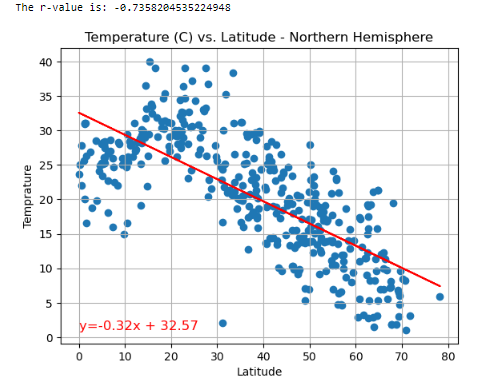 The r-value is: -0.7358204535224948
Temperature (C) vs. Latitude - Northern Hemisphere
40
35
30
25
20
15
10
5
0
Temprature
y=-0.32x + 32.57
0 10 20 30 40 50 60 70 80
Latitude